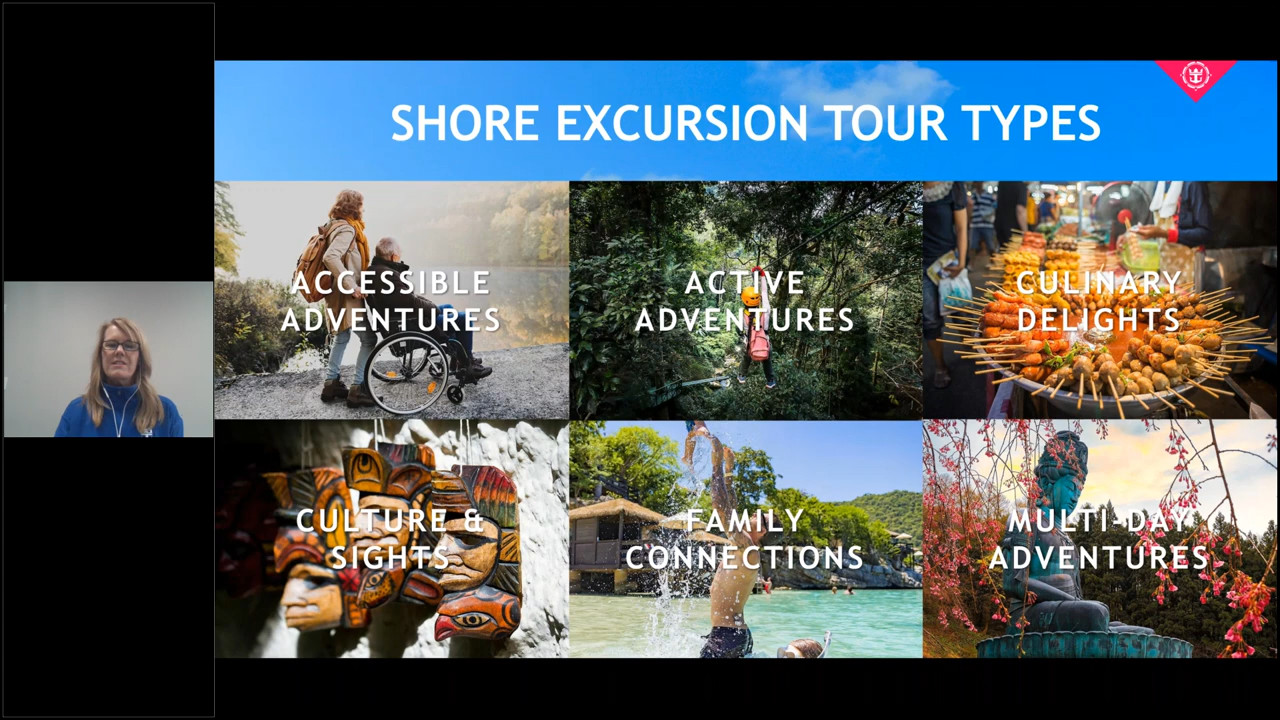 SHORE EXCURSION TOUR TYPES
ACCESSIBLE
ADVENTURES
ACTIVE
ADVENTURES
CULINARY
DELIGHTS
CULTURE &
SIGHTS
FAMILY
CONNECTIONS
MULTI-DAY
ADVENTURES